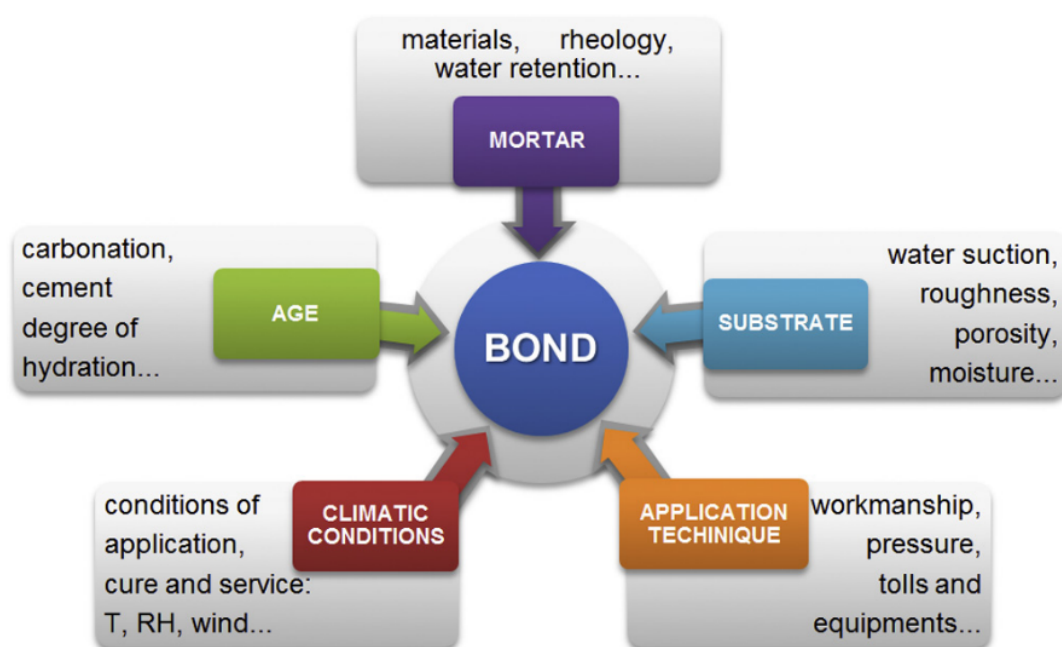 materials, rheology,
water retention...
MORTAR
carbonation,
cement
degree of
hydration...
AGE
BOND
SUBSTRATE
water suction,
roughness,
porosity,
moisture...
conditions of
application,
cure and service:
T, RH, wind...
CLIMATIC
CONDITIONS
APPLICATION
TECHINIQUE
workmanship,
pressure,
tolls and
equipments...